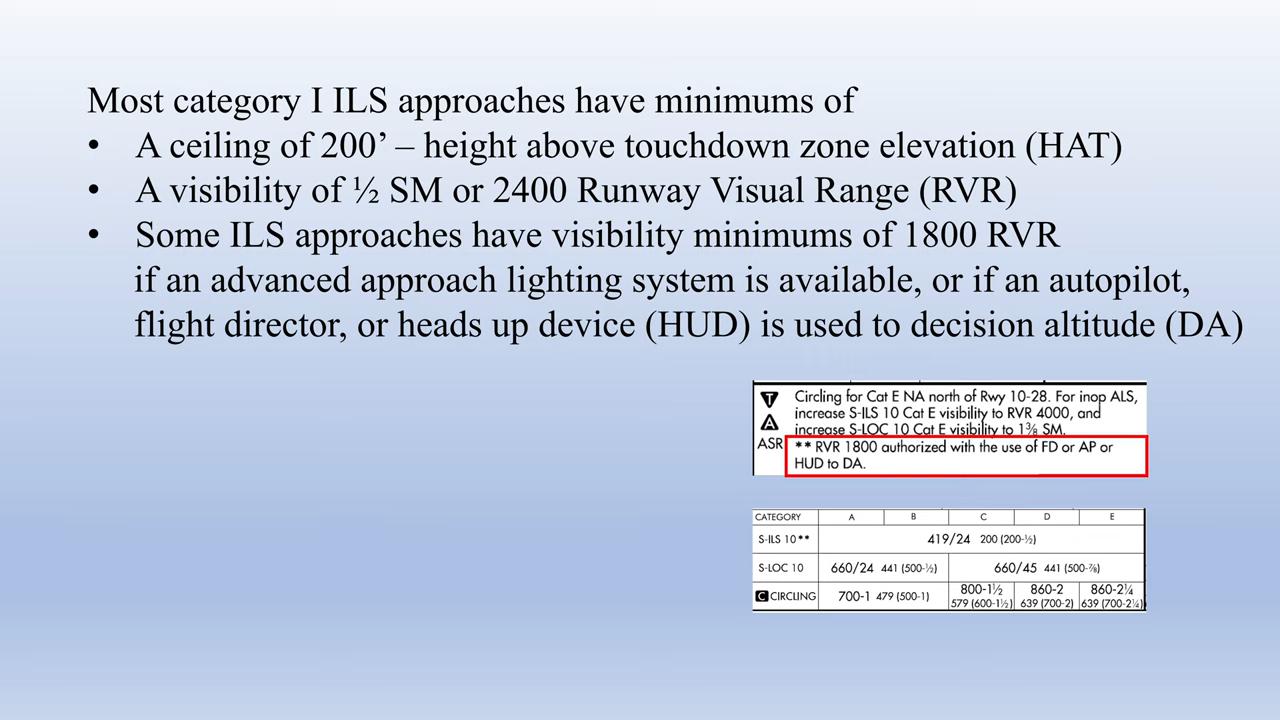 Most category I ILS approaches have minimums of
• A ceiling of 200’ – height above touchdown zone elevation (HAT)
• A visibility of ½ SM or 2400 Runway Visual Range (RVR)
• Some ILS approaches have visibility minimums of 1800 RVR
if an advanced approach lighting system is available, or if an autopilot,
flight director, or heads up device (HUD) is used to decision altitude (DA)
T Circling for Cat E NA north of Rwy 10-28. For inop ALS,
A increase S-ILS 10 Cat E visibility to RVR 4000, and
increase S-LOC 10 Cat E visibility to 1⅜ SM.
ASR ** RVR 1800 authorized with the use of FD or AP or
HUD to DA.
CATEGORY A B C D E
S-ILS 10** 419/24 200 (200-½)
S-LOC 10 660/24 441 (500-½) 660/45 441 (500-⅞)
C CIRCLING 700-1 479 (500-1) 800-1½ 860-2 860-2¼
579 (600-1½) 639 (700-2) 639 (700-2¼)